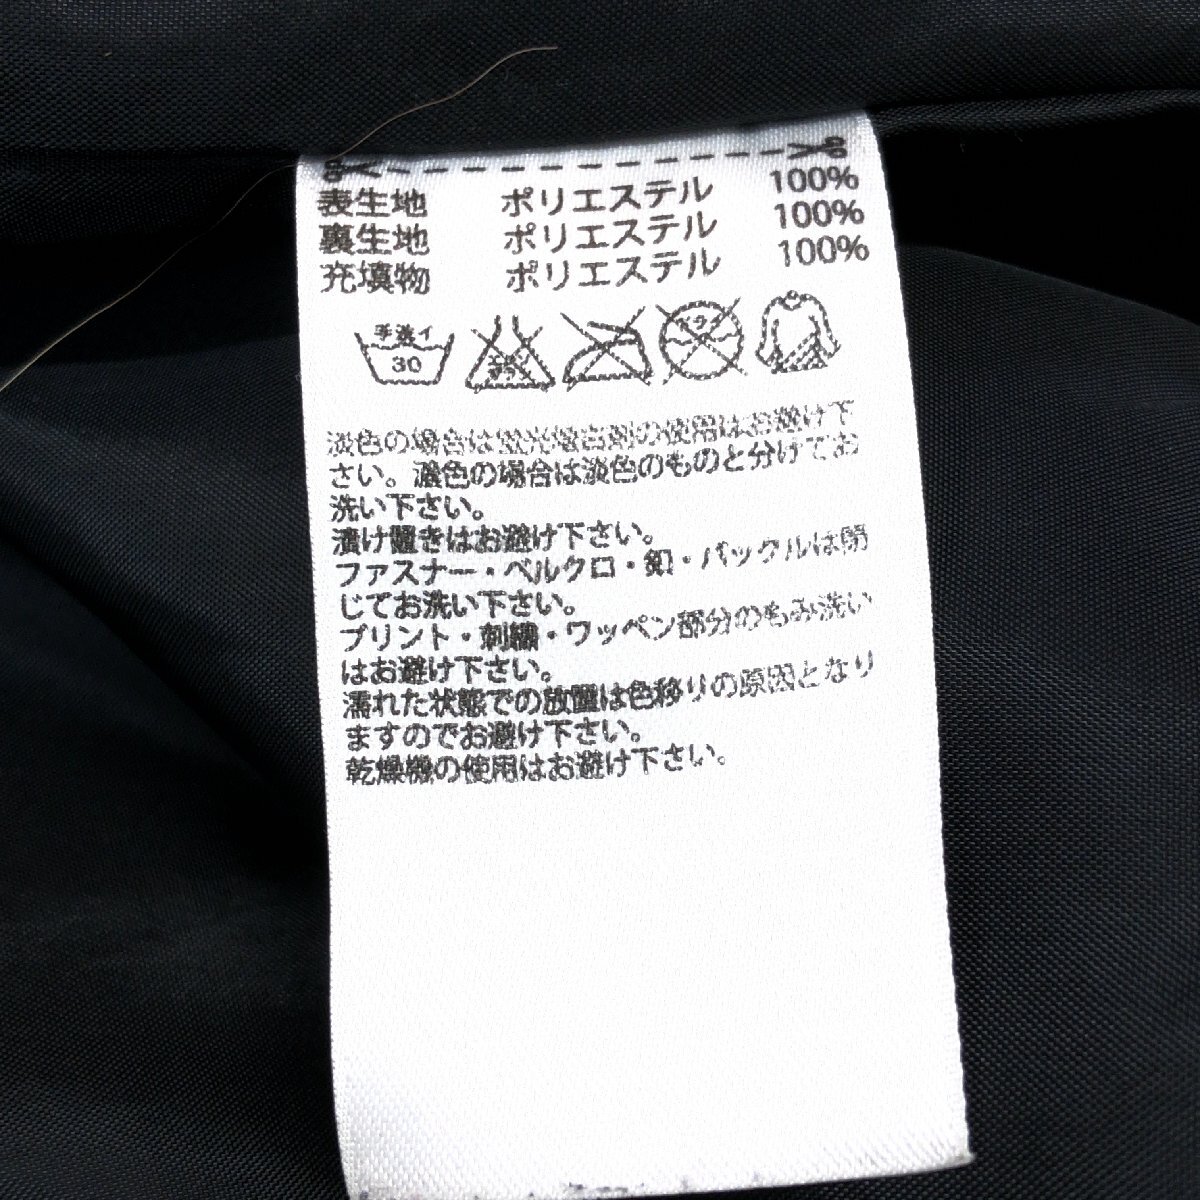 表生地 ポリエステル 100%
裏生地 ポリエステル 100%
充填物 ポリエステル 100%
手洗イ
30
エンソ
サラシ
ドライ
淡色の場合は蛍光増白剤の使用はお避け下
さい。濃色の場合は淡色のものと分けてお
洗い下さい。
漬け置きはお避け下さい。
ファスナー・ベルクロ・釦・バックルは閉
じてお洗い下さい。
プリント・刺繍・ワッペン部分のもみ洗い
はお避け下さい。
濡れた状態での放置は色移りの原因となり
ますのでお避け下さい。
乾燥機の使用はお避け下さい。